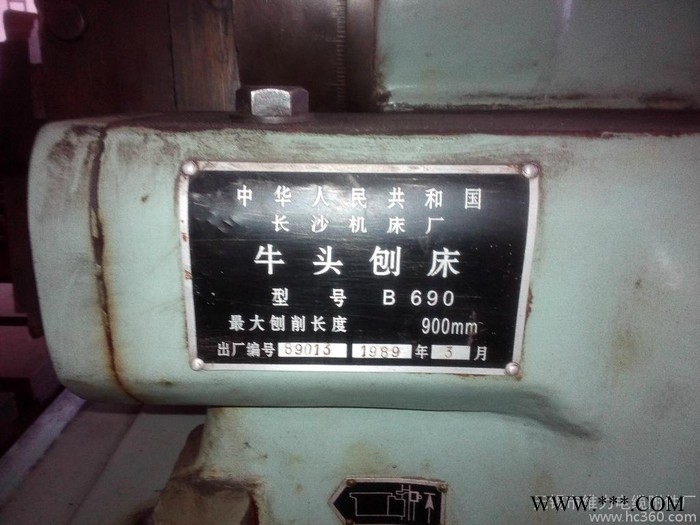 中华人民共和国
长沙机床厂
牛头刨床
型号 B690
最大刨削长度 900mm
出厂编号 89013 1989 年 3 月
WWW.***.COM
www.hc360.com